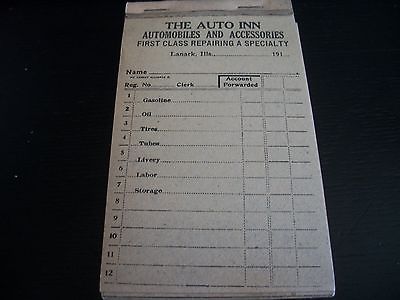 THE AUTO INN
AUTOMOBILES AND ACCESSORIES
FIRST CLASS REPAIRING A SPECIALTY
Lanark, Ills. 191
Name
Reg. No. Clerk Account Forwarded
1 Gasoline
2 Oil
3 Tires
4 Tubes
5 Livery
6 Labor
7 Storage
8
9
10
11
12